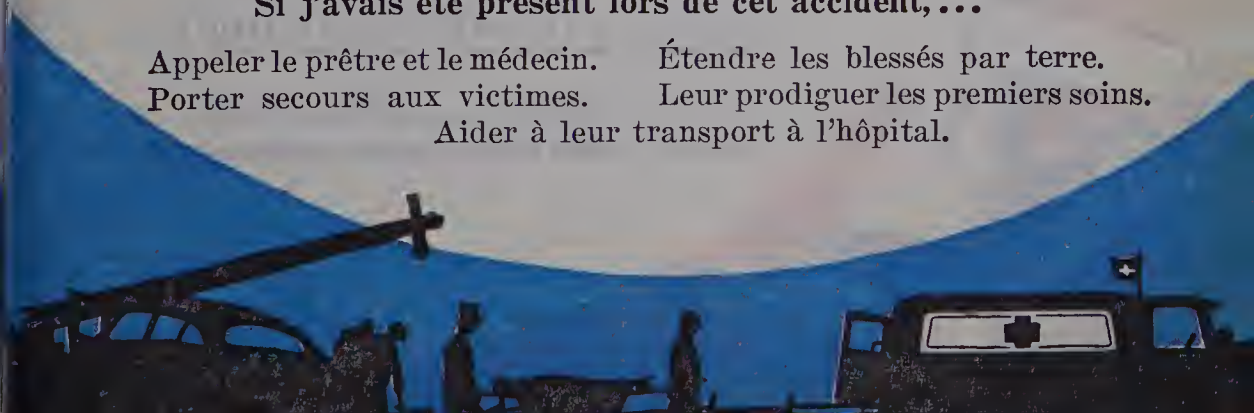 Si j'avais été présent lors de cet accident,...
Appeler le prêtre et le médecin. Étendre les blessés par terre.
Porter secours aux victimes. Leur prodiguer les premiers soins.
Aider à leur transport à l'hôpital.